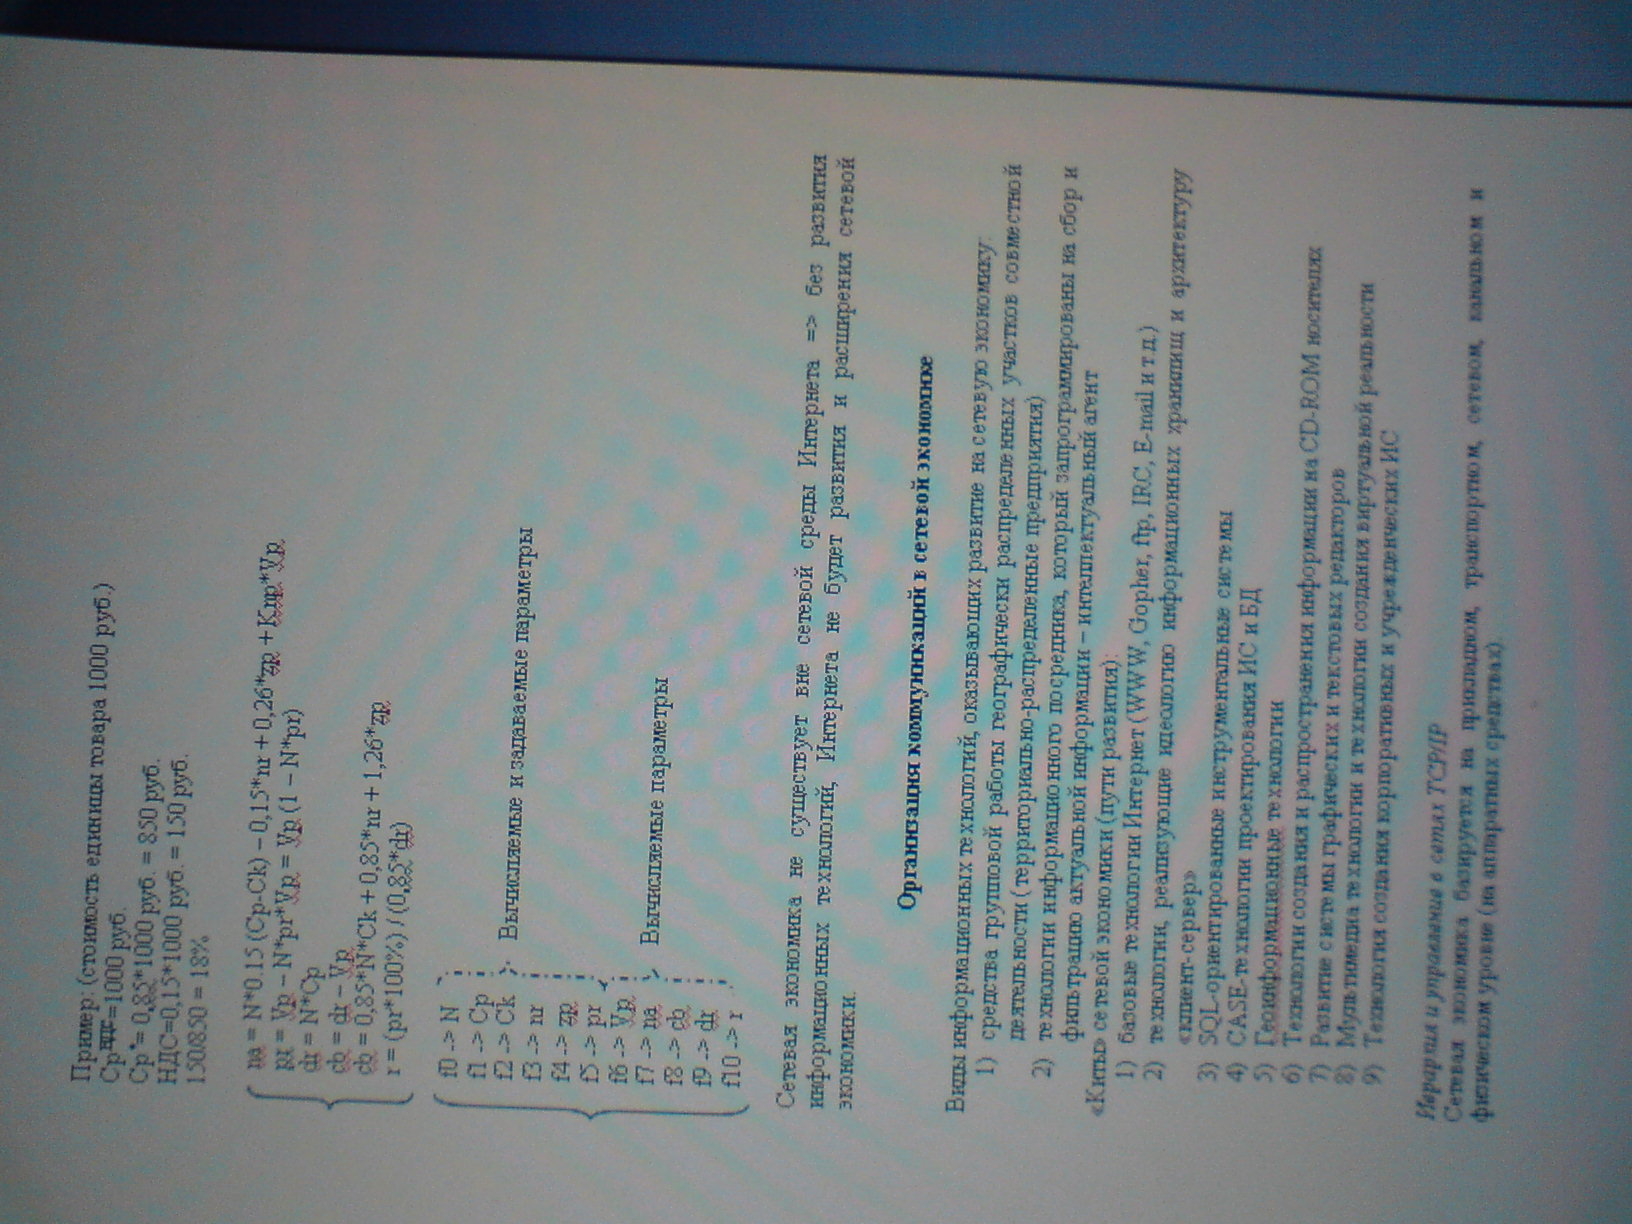 Пример: (стоимость единицы товара 1000 руб.)
Ср ндс=1000 руб.
Ср*= 0,85*1000 руб. = 850 руб.
НДС=0,15*1000 руб. = 150 руб.
150/850 = 18%
na = N*0.15 (Cp-Ck) – 0,15*nr + 0,26*zp + Кпр*Vp
pr = Vp – N*pr*Vp = Vp (1 – N*pr)
dr = N*Cp
cb = dr – Vp
cb = 0,85*N*Ck + 0,85*nr + 1,26*zp
r = (pr*100%) / (0,85*dr)
f0 -> N
f1 -> Cp
f2 -> Ck
Вычисляемые и задаваемые параметры
f3 -> nr
f4 -> zp
f5 -> pr
f6 -> Vp
f7 -> na
Вычисляемые параметры
f8 -> cb
f9 -> dr
f10 -> r
Сетевая экономика не существует вне сетевой среды Интернета => без развития
информационных технологий, Интернета не будет развития и расширения сетевой
экономики.
Организация коммуникаций в сетевой экономике
Виды информационных технологий, оказывающих развитие на сетевую экономику:
1) средства групповой работы географически распределенных участков совместной
деятельности (территориально-распределенные предприятия)
2) технологии информационного посредника, который запрограммированы на сбор и
фильтрацию актуальной информации – интеллектуальный агент
«Киты» сетевой экономики (пути развития):
1) базовые технологии Интернет (WWW, Gopher, ftp, IRC, E-mail и т.д.)
2) технологии, реализующие идеологию информационных хранилищ и архитектуру
«клиент-сервер»
3) SQL-ориентированные инструментальные системы
4) CASE-технологии проектирования ИС и БД
5) Геоинформационные технологии
6) Технологии создания и распространения информации на CD-ROM носителях
7) Развитие системы графических и текстовых редакторов
8) Мультимедиа технологии и технологии создания виртуальной реальности
9) Технология создания корпоративных и учрежденческих ИС
Иерархия и управление в сетях TCP/IP
Сетевая экономика базируется на прикладном, транспортном, сетевом, канальном и
физическом уровне (на аппаратных средствах).